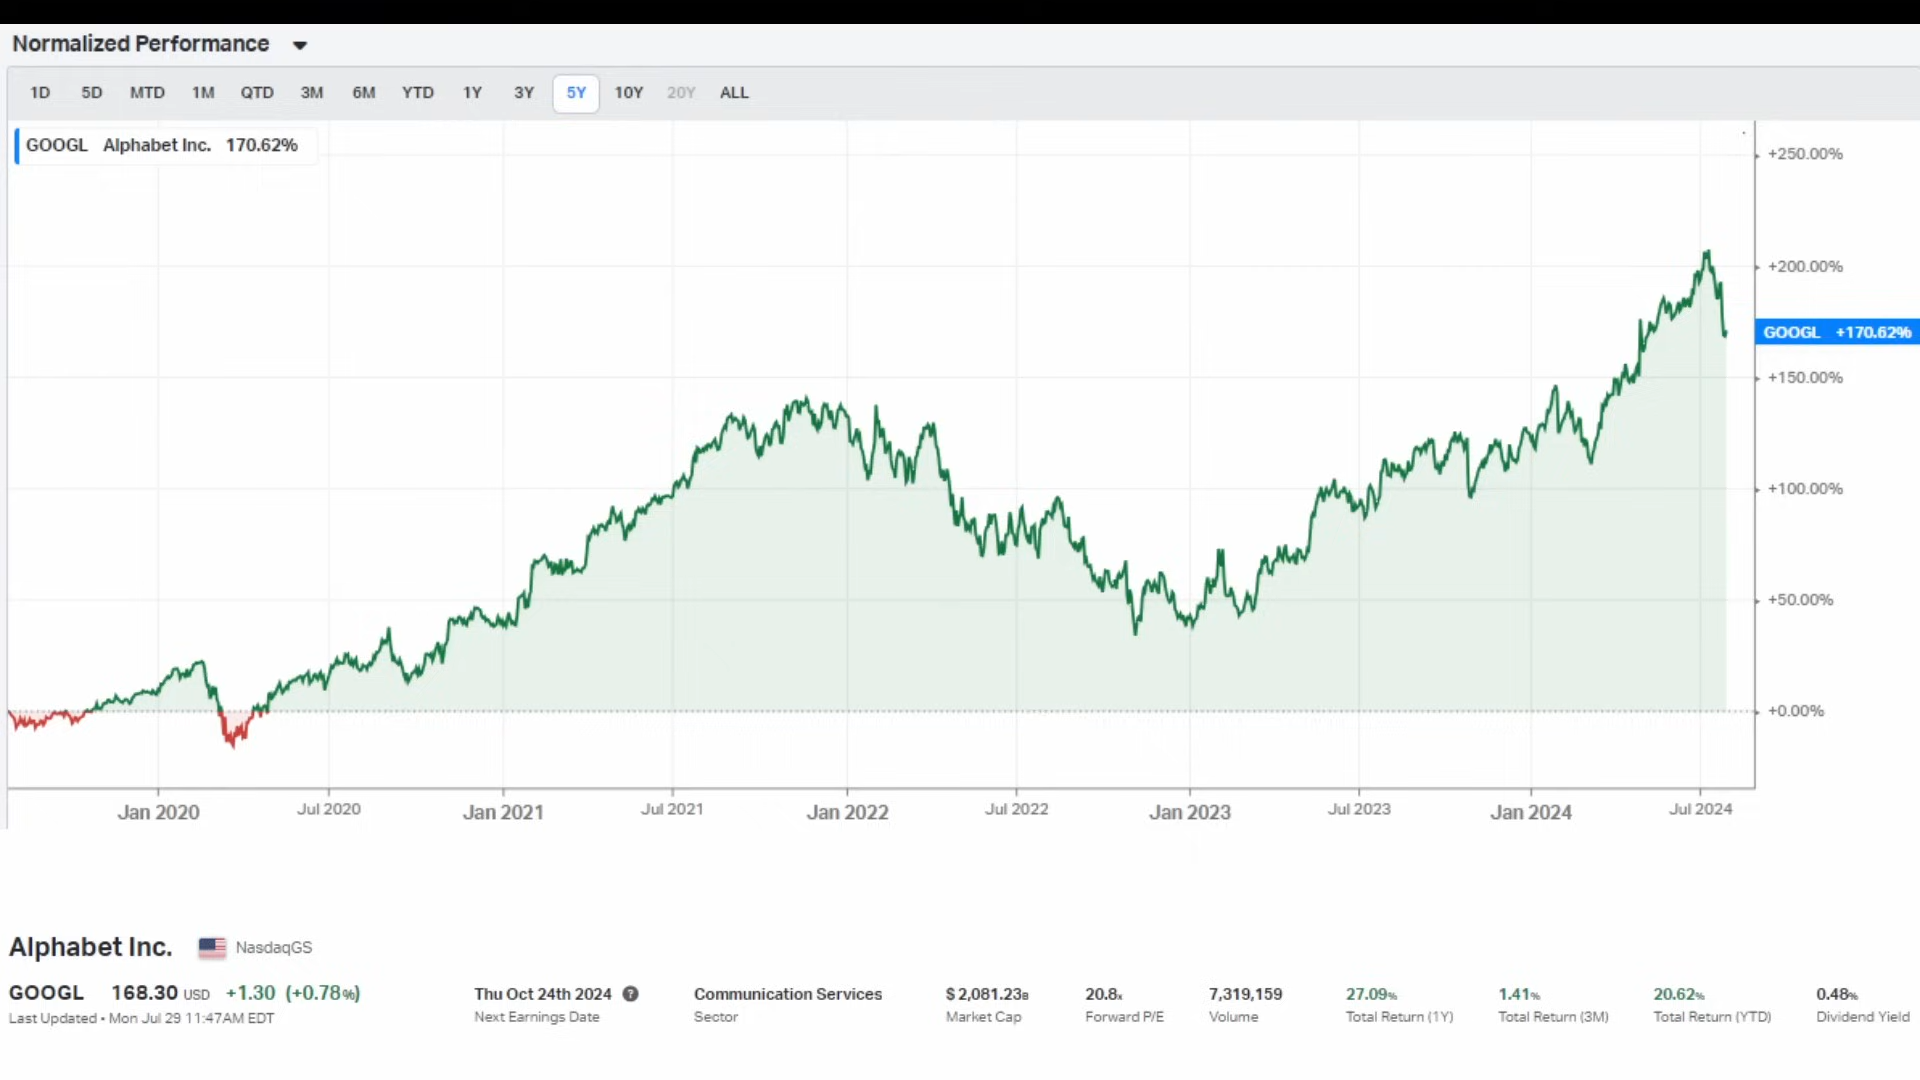 Normalized Performance
1D 5D MTD 1M QTD 3M 6M YTD 1Y 3Y 5Y 10Y 20Y ALL
GOOGL Alphabet Inc. 170.62%
+250.00%
+200.00%
GOOGL +170.62%
+150.00%
+100.00%
+50.00%
+0.00%
Jan 2020 Jul 2020 Jan 2021 Jul 2021 Jan 2022 Jul 2022 Jan 2023 Jul 2023 Jan 2024 Jul 2024
Alphabet Inc. NasdaqGS
GOOGL 168.30 USD +1.30 (+0.78%)
Last Updated • Mon Jul 29 11:47AM EDT
Thu Oct 24th 2024 ?
Next Earnings Date
Communication Services
Sector
$ 2,081.23B
Market Cap
20.8x
Forward P/E
7,319,159
Volume
27.09%
Total Return (1Y)
1.41%
Total Return (3M)
20.62%
Total Return (YTD)
0.48%
Dividend Yield